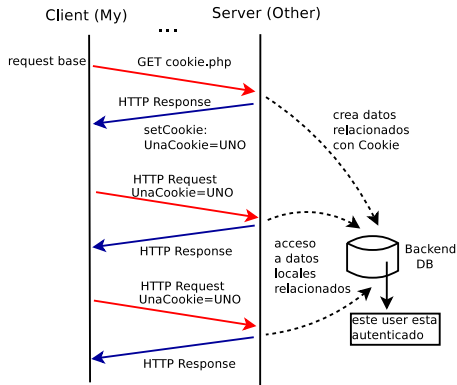 Client (My)
...
Server (Other)
request base
GET cookie.php
HTTP Response
setCookie:
UnaCookie=UNO
crea datos
relacionados
con Cookie
HTTP Request
UnaCookie=UNO
HTTP Response
acceso
a datos
locales
relacionados
Backend
DB
HTTP Request
UnaCookie=UNO
este user esta
autenticado
HTTP Response